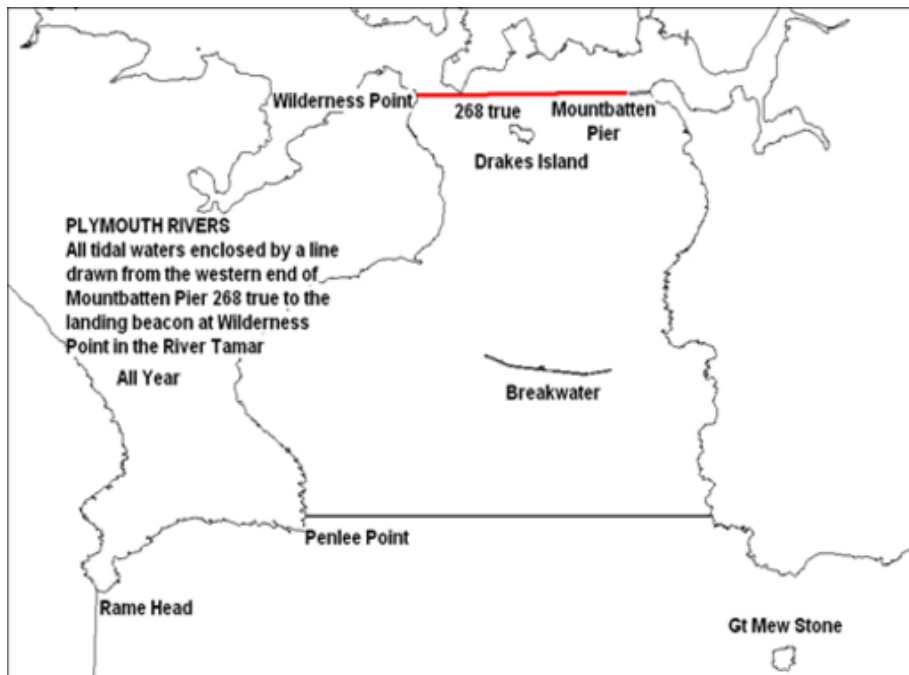 Wilderness Point
268 true
Mountbatten
Pier
Drakes Island
PLYMOUTH RIVERS
All tidal waters enclosed by a line
drawn from the western end of
Mountbatten Pier 268 true to the
landing beacon at Wilderness
Point in the River Tamar
All Year
Breakwater
Penlee Point
Rame Head
Gt Mew Stone